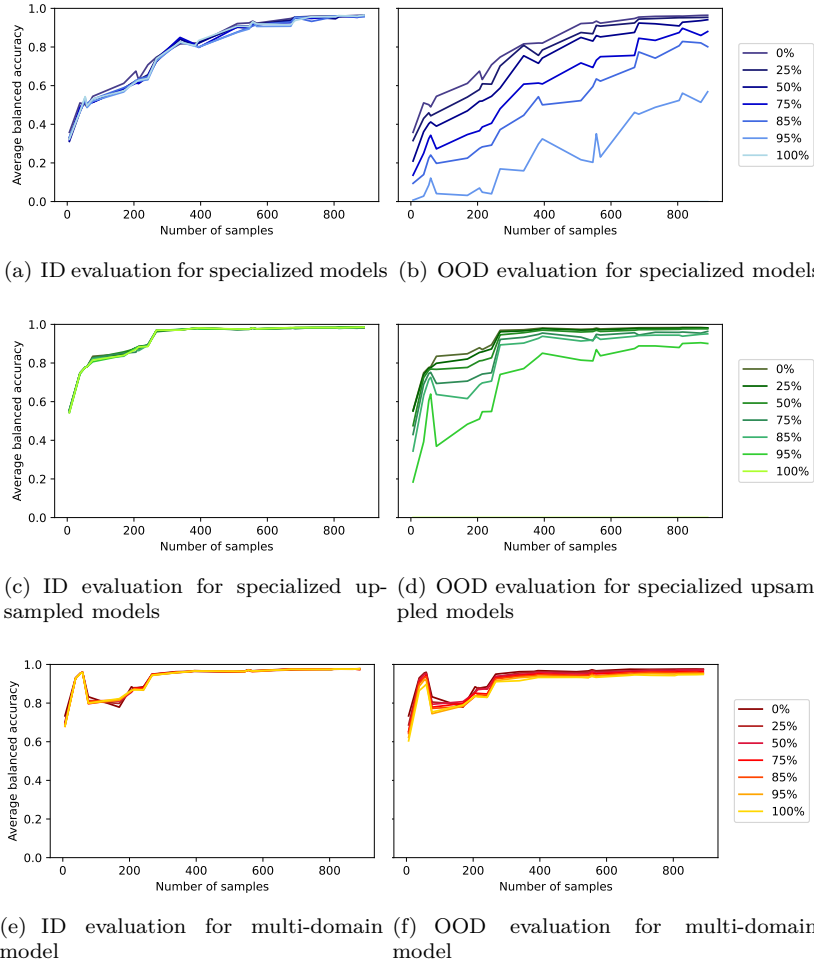 1.0
0.8
0.6
0.4
0.2
0.0
Average balanced accuracy
0 200 400 600 800
Number of samples
0 200 400 600 800
Number of samples
0%
25%
50%
75%
85%
95%
100%
(a) ID evaluation for specialized models
(b) OOD evaluation for specialized models
1.0
0.8
0.6
0.4
0.2
0.0
Average balanced accuracy
0 200 400 600 800
Number of samples
0 200 400 600 800
Number of samples
0%
25%
50%
75%
85%
95%
100%
(c) ID evaluation for specialized up-
sampled models
(d) OOD evaluation for specialized upsam
pled models
1.0
0.8
0.6
0.4
0.2
0.0
Average balanced accuracy
0 200 400 600 800
Number of samples
0 200 400 600 800
Number of samples
0%
25%
50%
75%
85%
95%
100%
(e) ID evaluation for multi-domain
model
(f) OOD evaluation for multi-domain
model